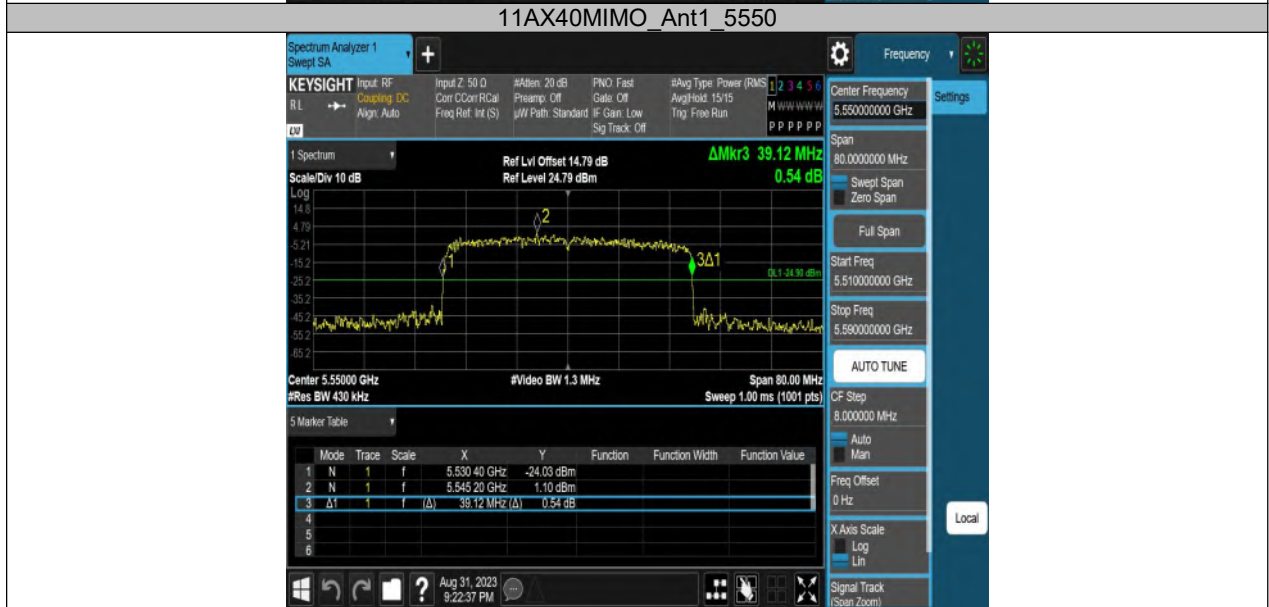 11AX40MIMO_Ant1_5550
Spectrum Analyzer 1
Swept SA
+
Frequency
KEYSIGHT
RL
LXI
Input: RF
Coupling: DC
Align: Auto
Input Z: 50 Ω
Corr CCorr RCal
Freq Ref: Int (S)
#Atten: 20 dB
Preamp: Off
µW Path: Standard
PNO: Fast
Gate: Off
IF Gain: Low
Sig Track: Off
#Avg Type: Power (RMS
Avg|Hold: 15/15
Trig: Free Run
1 2 3 4 5 6
M W W W W W
P P P P P P
Center Frequency
5.550000000 GHz
Settings
1 Spectrum
Ref Lvl Offset 14.79 dB
ΔMkr3 39.12 MHz
Scale/Div 10 dB
Ref Level 24.79 dBm
0.54 dB
Log
14.8
4.79
-5.21
-15.2
-25.2
-35.2
-45.2
-55.2
-65.2
2
1
3Δ1
DL1 -24.90 dBm
Center 5.55000 GHz
#Video BW 1.3 MHz
Span 80.00 MHz
#Res BW 430 kHz
Sweep 1.00 ms (1001 pts)
Span
80.0000000 MHz
Swept Span
Zero Span
Full Span
Start Freq
5.510000000 GHz
Stop Freq
5.590000000 GHz
AUTO TUNE
CF Step
8.000000 MHz
Auto
Man
Freq Offset
0 Hz
X Axis Scale
Log
Lin
Signal Track
(Span Zoom)
Local
5 Marker Table
Mode Trace Scale X Y Function Function Width Function Value
1 N 1 f 5.530 40 GHz -24.03 dBm
2 N 1 f 5.545 20 GHz 1.10 dBm
3 Δ1 1 f (Δ) 39.12 MHz (Δ) 0.54 dB
4
5
6
?
Aug 31, 2023
9:22:37 PM